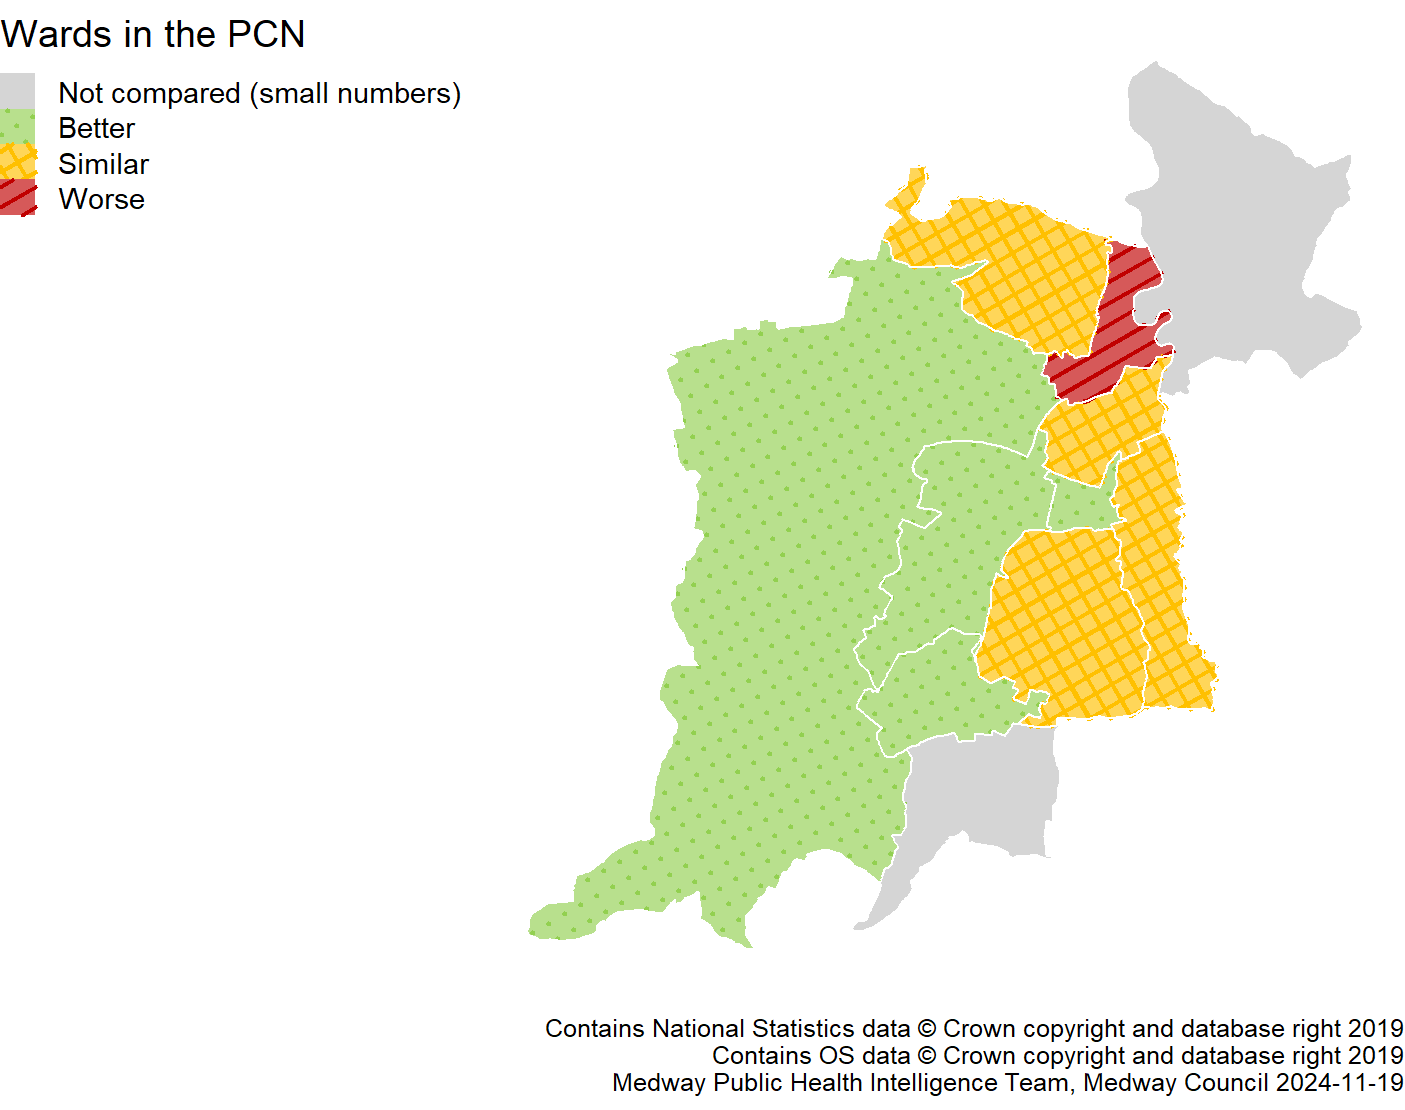 Wards in the PCN
Not compared (small numbers)
Better
Similar
Worse
Contains National Statistics data © Crown copyright and database right 2019
Contains OS data © Crown copyright and database right 2019
Medway Public Health Intelligence Team, Medway Council 2024-11-19